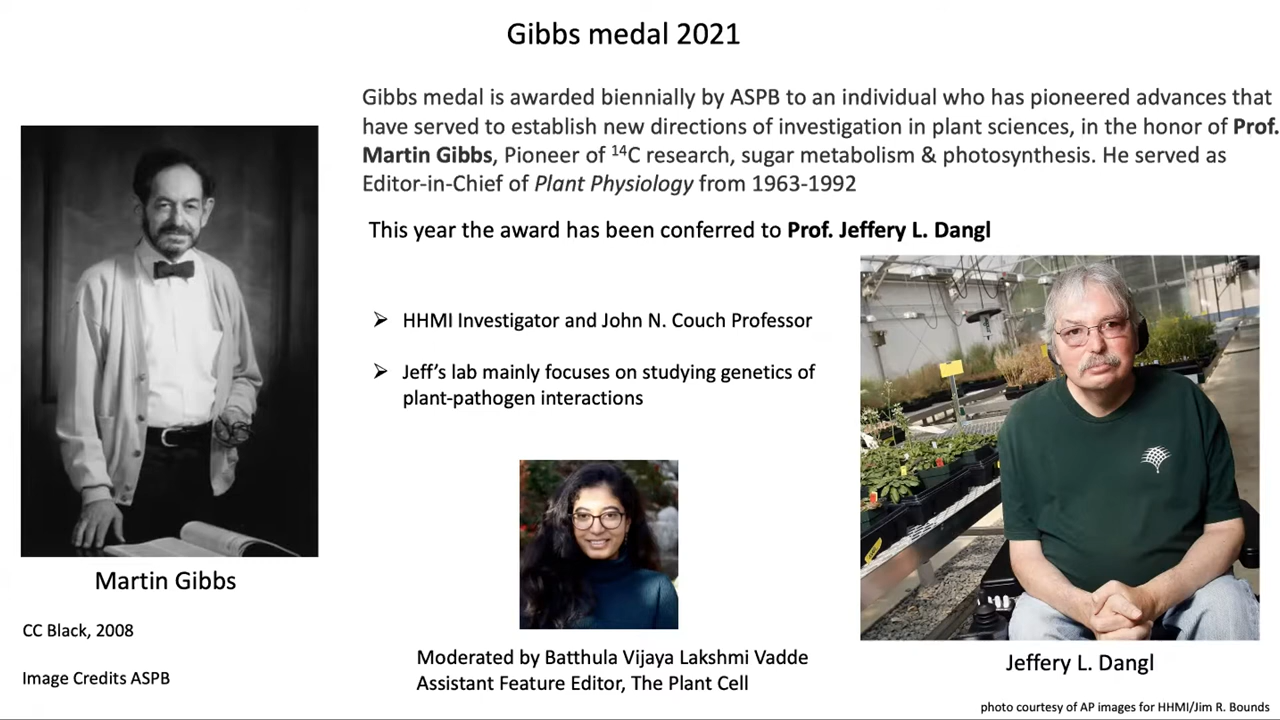 Gibbs medal 2021
Gibbs medal is awarded biennially by ASPB to an individual who has pioneered advances that
have served to establish new directions of investigation in plant sciences, in the honor of Prof.
Martin Gibbs, Pioneer of ¹⁴C research, sugar metabolism & photosynthesis. He served as
Editor-in-Chief of Plant Physiology from 1963-1992
This year the award has been conferred to Prof. Jeffery L. Dangl
➢ HHMI Investigator and John N. Couch Professor
➢ Jeff's lab mainly focuses on studying genetics of
plant-pathogen interactions
Martin Gibbs
CC Black, 2008
Image Credits ASPB
Moderated by Batthula Vijaya Lakshmi Vadde
Assistant Feature Editor, The Plant Cell
Jeffery L. Dangl
photo courtesy of AP images for HHMI/Jim R. Bounds